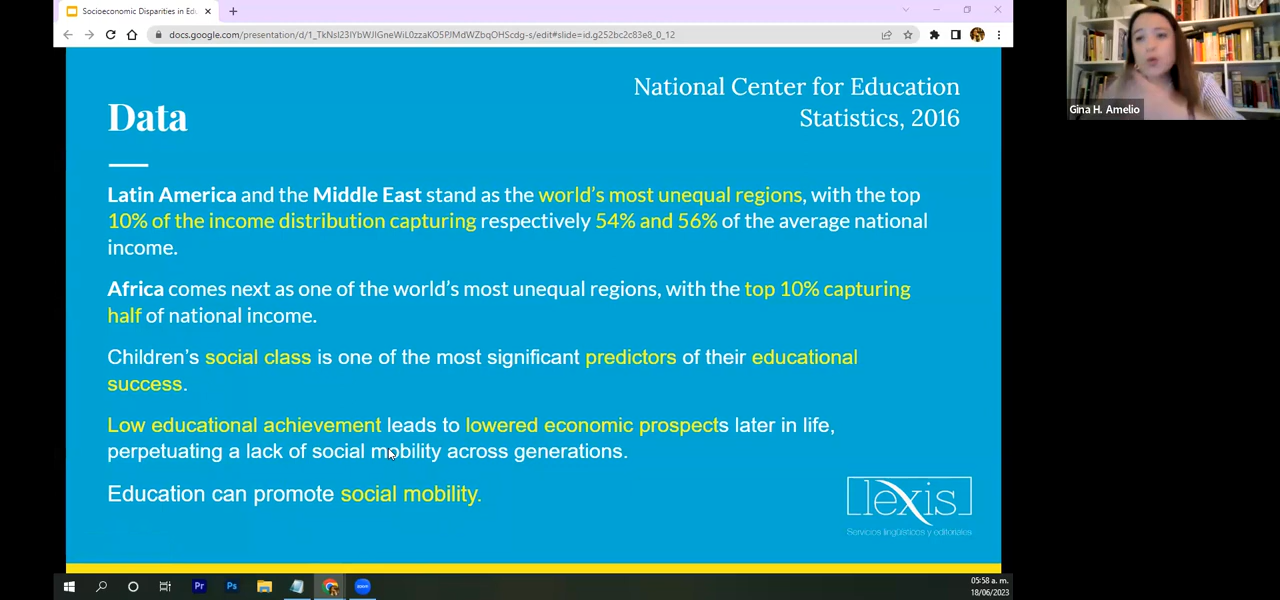 Socioeconomic Disparities in Edu
docs.google.com/presentation/d/1_TkNsI23IYbWJlGneWiL0zzaKO5PJMdWZbqOHScdg-s/edit#slide=id.g252bc2c83e8_0_12
Gina H. Amelio
National Center for Education
Statistics, 2016
Data
Latin America and the Middle East stand as the world's most unequal regions, with the top
10% of the income distribution capturing respectively 54% and 56% of the average national
income.
Africa comes next as one of the world's most unequal regions, with the top 10% capturing
half of national income.
Children's social class is one of the most significant predictors of their educational
success.
Low educational achievement leads to lowered economic prospects later in life,
perpetuating a lack of social mobility across generations.
Education can promote social mobility.
lexis
Servicios lingüísticos y editoriales
Pr
Ps
zoom
05:58 a. m.
18/06/2023